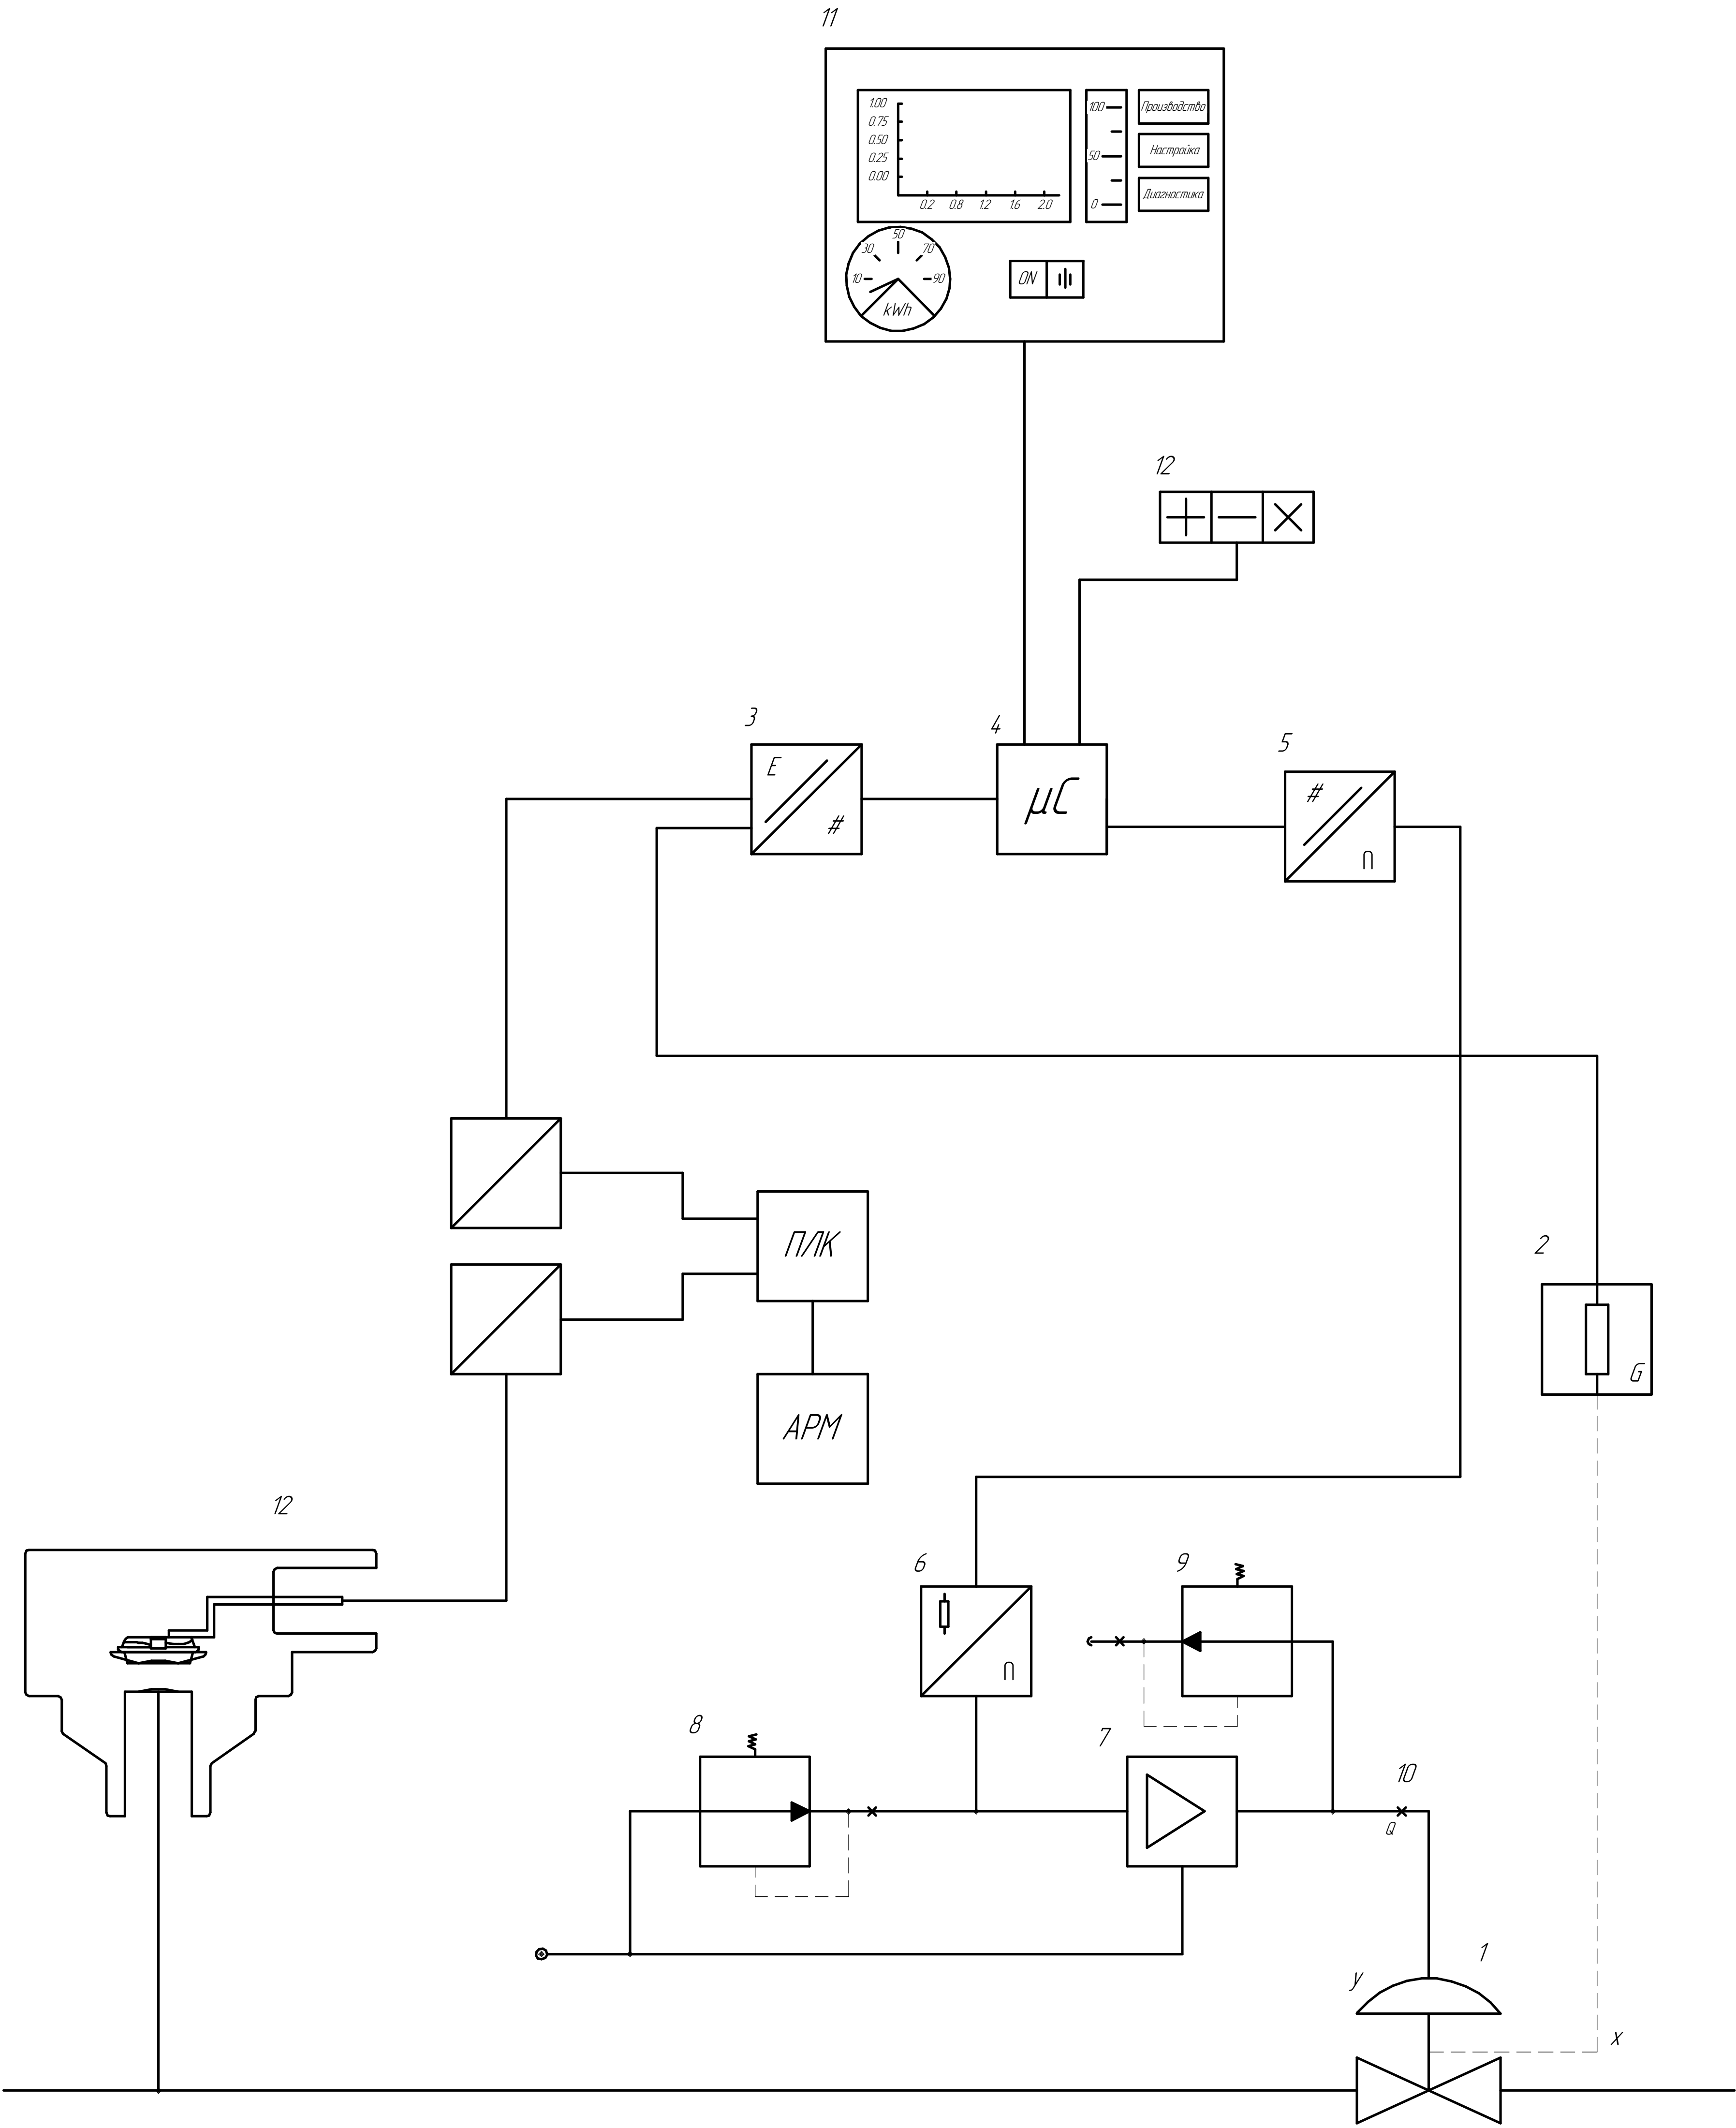 11
1.00
0.75
0.50
0.25
0.00
0.2 0.8 1.2 1.6 2.0
100
50
0
Производство
Настройка
Диагностика
10 30 50 70 90
kWh
ON
12
3
E
#
4
μC
5
#
П
ПЛК
2
G
АРМ
12
6
П
9
8
7
10
Q
1
y
x